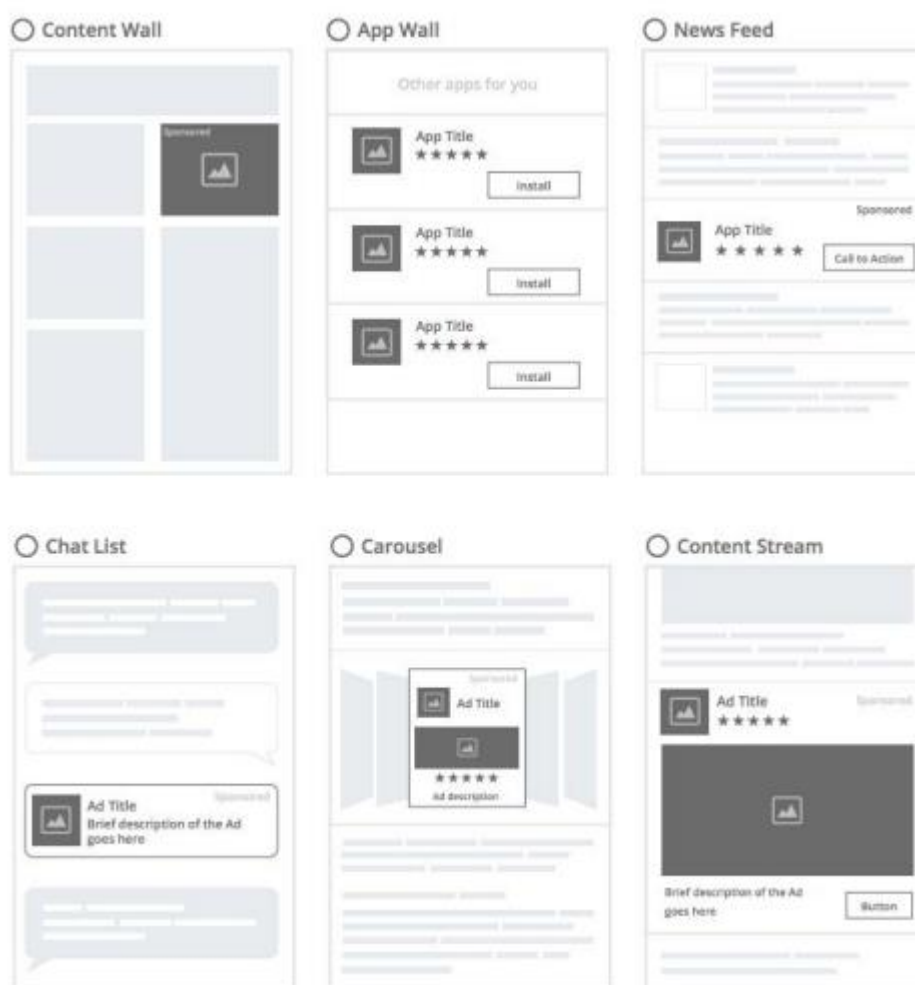 Content Wall
Sponsored
App Wall
Other apps for you
App Title
Install
App Title
Install
App Title
Install
News Feed
Sponsored
App Title
Call to Action
Chat List
Sponsored
Ad Title
Brief description of the Ad
goes here
Carousel
Sponsored
Ad Title
Ad description
Content Stream
Ad Title
Sponsored
Brief description of the Ad
goes here
Button